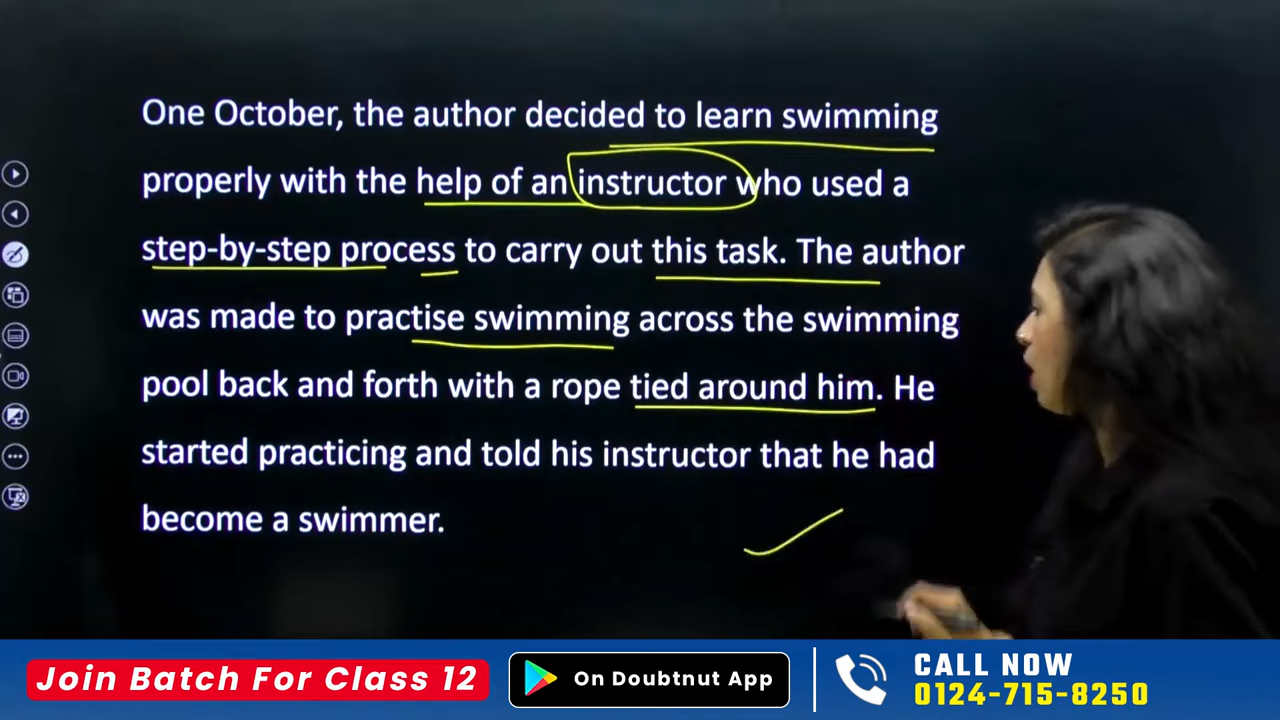 One October, the author decided to learn swimming
properly with the help of an instructor who used a
step-by-step process to carry out this task. The author
was made to practise swimming across the swimming
pool back and forth with a rope tied around him. He
started practicing and told his instructor that he had
become a swimmer.
Join Batch For Class 12
On Doubtnut App
CALL NOW
0124-715-8250